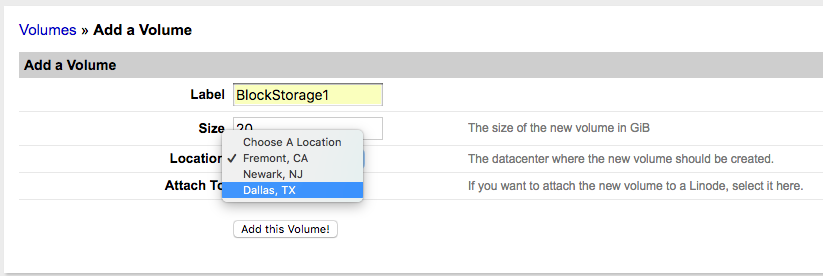 Volumes » Add a Volume
Add a Volume
Label BlockStorage1
Size 20 The size of the new volume in GiB
Choose A Location
Location ✓ Fremont, CA The datacenter where the new volume should be created.
Newark, NJ
Attach To If you want to attach the new volume to a Linode, select it here.
Dallas, TX
Add this Volume!